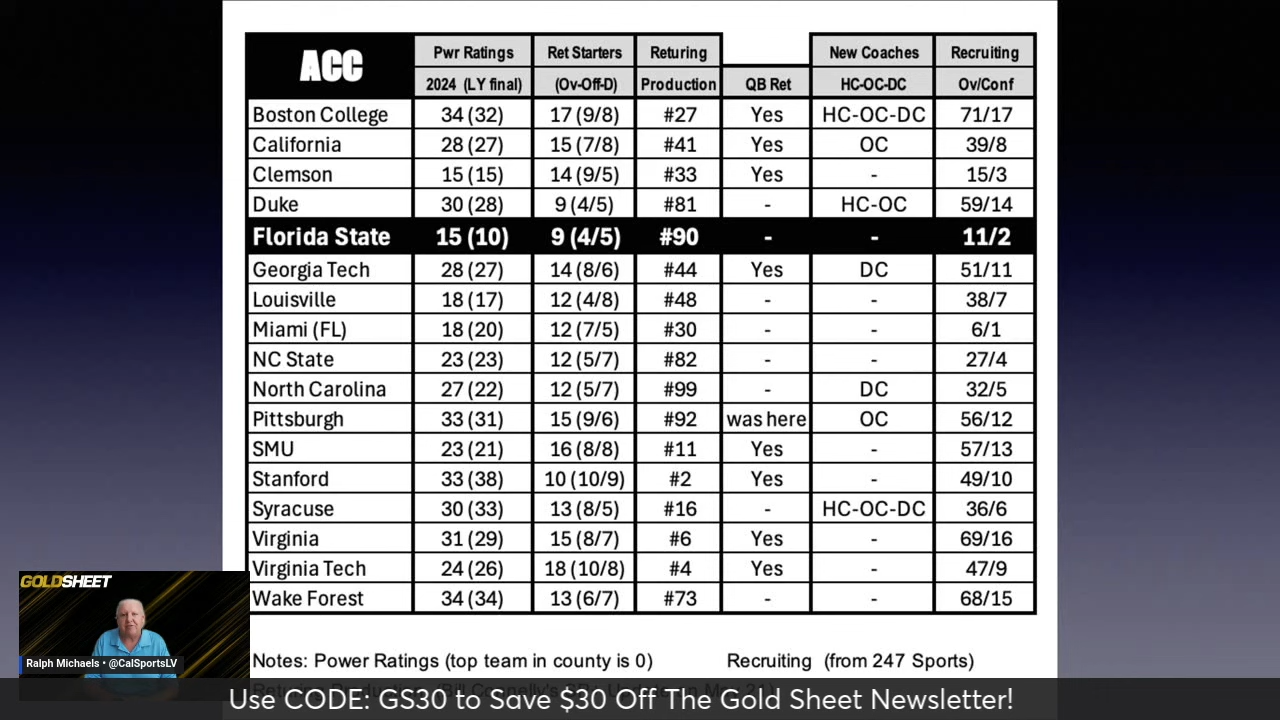 ACC Pwr Ratings Ret Starters Returing New Coaches Recruiting
2024 (LY final) (Ov-Off-D) Production QB Ret HC-OC-DC Ov/Conf
Boston College 34 (32) 17 (9/8) #27 Yes HC-OC-DC 71/17
California 28 (27) 15 (7/8) #41 Yes OC 39/8
Clemson 15 (15) 14 (9/5) #33 Yes - 15/3
Duke 30 (28) 9 (4/5) #81 - HC-OC 59/14
Florida State 15 (10) 9 (4/5) #90 - - 11/2
Georgia Tech 28 (27) 14 (8/6) #44 Yes DC 51/11
Louisville 18 (17) 12 (4/8) #48 - - 38/7
Miami (FL) 18 (20) 12 (7/5) #30 - - 6/1
NC State 23 (23) 12 (5/7) #82 - - 27/4
North Carolina 27 (22) 12 (5/7) #99 - DC 32/5
Pittsburgh 33 (31) 15 (9/6) #92 was here OC 56/12
SMU 23 (21) 16 (8/8) #11 Yes - 57/13
Stanford 33 (38) 10 (10/9) #2 Yes - 49/10
Syracuse 30 (33) 13 (8/5) #16 - HC-OC-DC 36/6
Virginia 31 (29) 15 (8/7) #6 Yes - 69/16
Virginia Tech 24 (26) 18 (10/8) #4 Yes - 47/9
Wake Forest 34 (34) 13 (6/7) #73 - - 68/15
GOLDSHEET
Ralph Michaels • @CalSportsLV
Notes: Power Ratings (top team in county is 0) Recruiting (from 247 Sports)
Use CODE: GS30 to Save $30 Off The Gold Sheet Newsletter!